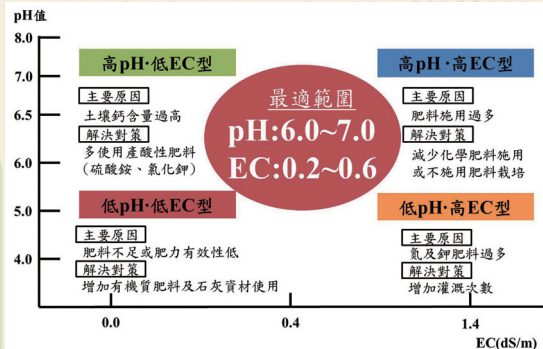 pH值
8.0
7.0
6.5
6.0
5.0
4.0
高pH·低EC型
主要原因
土壤鈣含量過高
解決對策
多使用產酸性肥料
(硫酸銨、氯化鉀)
最適範圍
pH:6.0~7.0
EC:0.2~0.6
高pH·高EC型
主要原因
肥料施用過多
解決對策
減少化學肥料施用
或不施用肥料栽培
低pH·低EC型
主要原因
肥料不足或肥力有效性低
解決對策
增加有機質肥料及石灰資材使用
低pH·高EC型
主要原因
氮及鉀肥料過多
解決對策
增加灌溉次數
0.0
0.4
1.4
EC(dS/m)